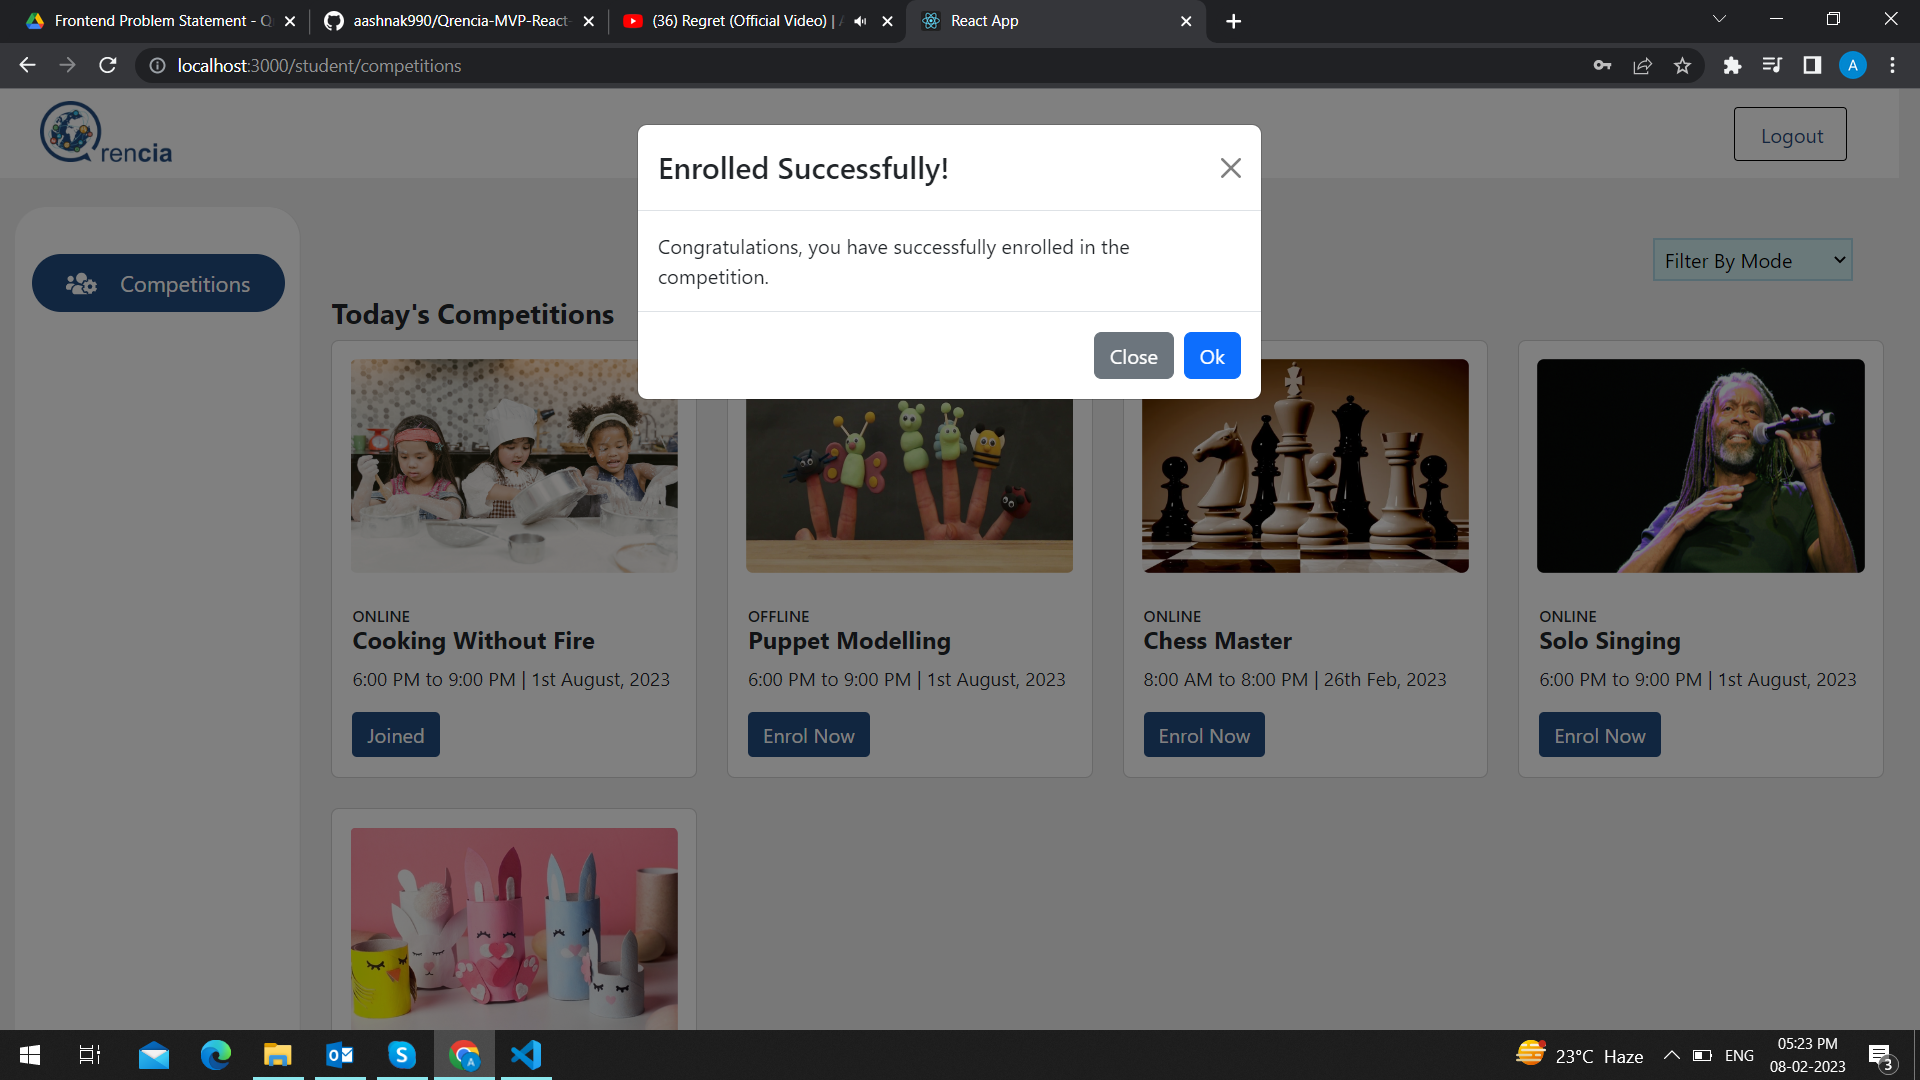 Frontend Problem Statement - Q
aashnak990/Qrencia-MVP-React-
(36) Regret (Official Video) |
React App
localhost:3000/student/competitions
A
Qrencia
Logout
Enrolled Successfully!
Congratulations, you have successfully enrolled in the
competition.
Close
Ok
Competitions
Filter By Mode
Today's Competitions
ONLINE
Cooking Without Fire
6:00 PM to 9:00 PM | 1st August, 2023
Joined
OFFLINE
Puppet Modelling
6:00 PM to 9:00 PM | 1st August, 2023
Enrol Now
ONLINE
Chess Master
8:00 AM to 8:00 PM | 26th Feb, 2023
Enrol Now
ONLINE
Solo Singing
6:00 PM to 9:00 PM | 1st August, 2023
Enrol Now
23°C Haze
ENG
05:23 PM
08-02-2023
3